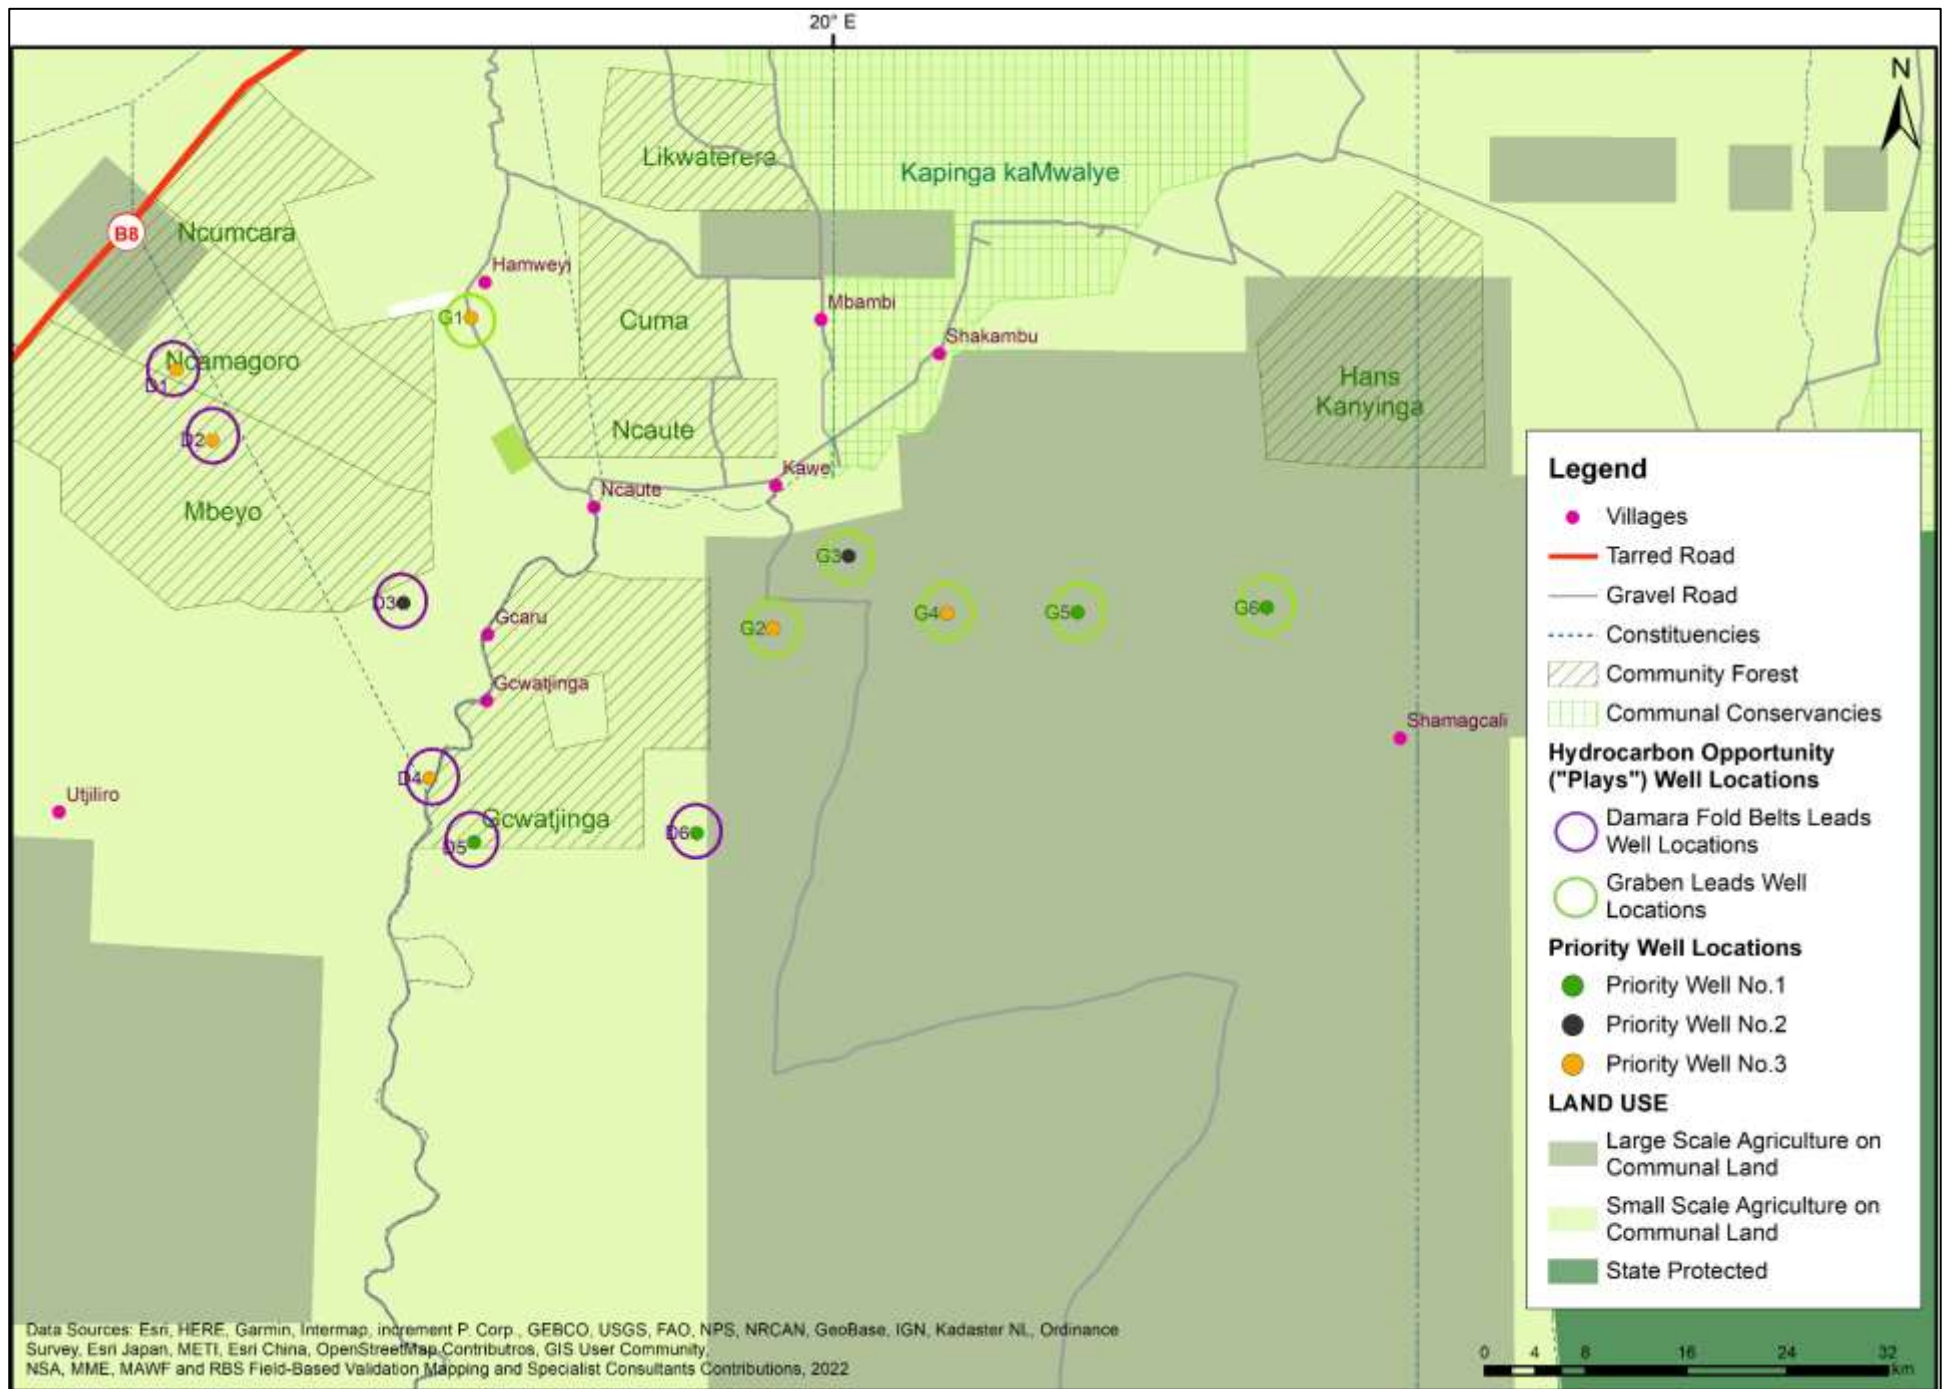 20° E
N
Likwaterera
Kapinga kaMwalye
B8
Ncumcara
Hamweyi
G1
Cuma
Mbambi
Shakambu
Ncamagoro
D1
Hans
Kanyinga
D2
Ncaute
Kawe
Mbeyo
Ncaute
G3
D3
Gcaru
G2
G4
G5
G6
Gcwatjinga
Shamagcali
D4
Utjiliro
Gcwatjinga
D5
D6
Legend
Villages
Tarred Road
Gravel Road
Constituencies
Community Forest
Communal Conservancies
Hydrocarbon Opportunity
("Plays") Well Locations
Damara Fold Belts Leads
Well Locations
Graben Leads Well
Locations
Priority Well Locations
Priority Well No.1
Priority Well No.2
Priority Well No.3
LAND USE
Large Scale Agriculture on
Communal Land
Small Scale Agriculture on
Communal Land
State Protected
Data Sources: Esri, HERE, Garmin, Intermap, increment P. Corp., GEBCO, USGS, FAO, NPS, NRCAN, GeoBase, IGN, Kadaster NL, Ordinance
Survey, Esri Japan, METI, Esri China, OpenStreetMap Contributros, GIS User Community,
NSA, MME, MAWF and RBS Field-Based Validation Mapping and Specialist Consultants Contributions, 2022
0 4 8 16 24 32
km